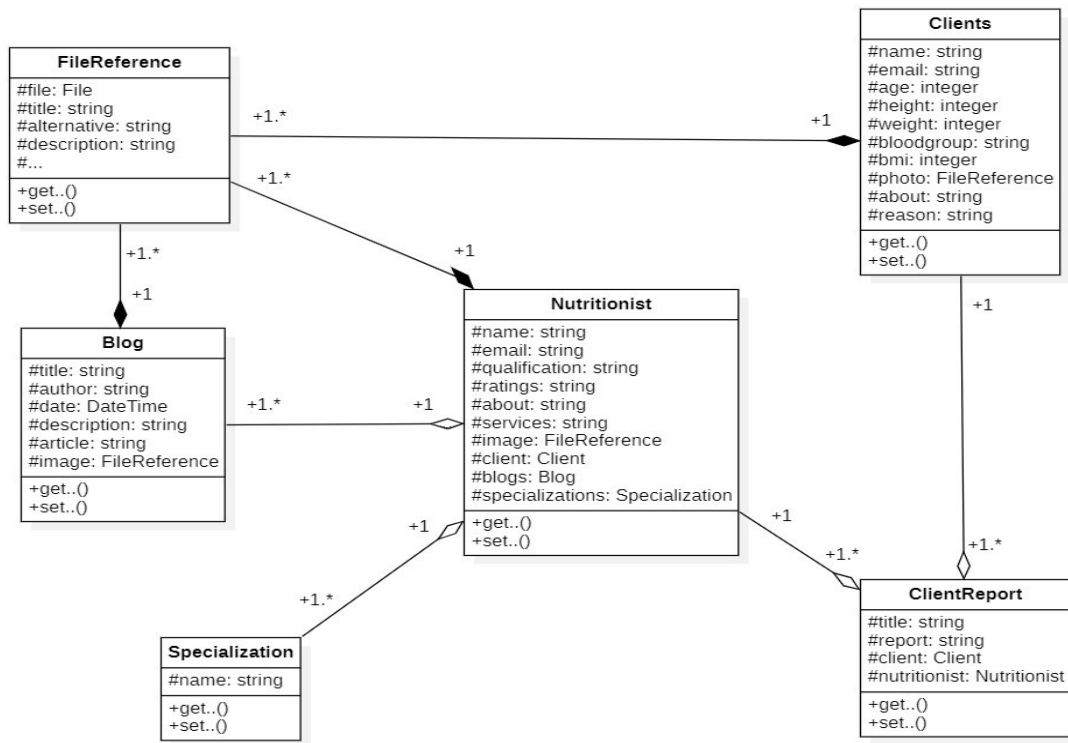 FileReference
#file: File
#title: string
#alternative: string
#description: string
#...
+get..()
+set..()
Clients
#name: string
#email: string
#age: integer
#height: integer
#weight: integer
#bloodgroup: string
#bmi: integer
#photo: FileReference
#about: string
#reason: string
+get..()
+set..()
+1.*
+1
+1.*
+1
+1.*
+1
Blog
#title: string
#author: string
#date: DateTime
#description: string
#article: string
#image: FileReference
+get..()
+set..()
+1.*
+1
Nutritionist
#name: string
#email: string
#qualification: string
#ratings: string
#about: string
#services: string
#image: FileReference
#client: Client
#blogs: Blog
#specializations: Specialization
+get..()
+set..()
+1
+1.*
+1
+1.*
+1
+1.*
Specialization
#name: string
+get..()
+set..()
ClientReport
#title: string
#report: string
#client: Client
#nutritionist: Nutritionist
+get..()
+set..()